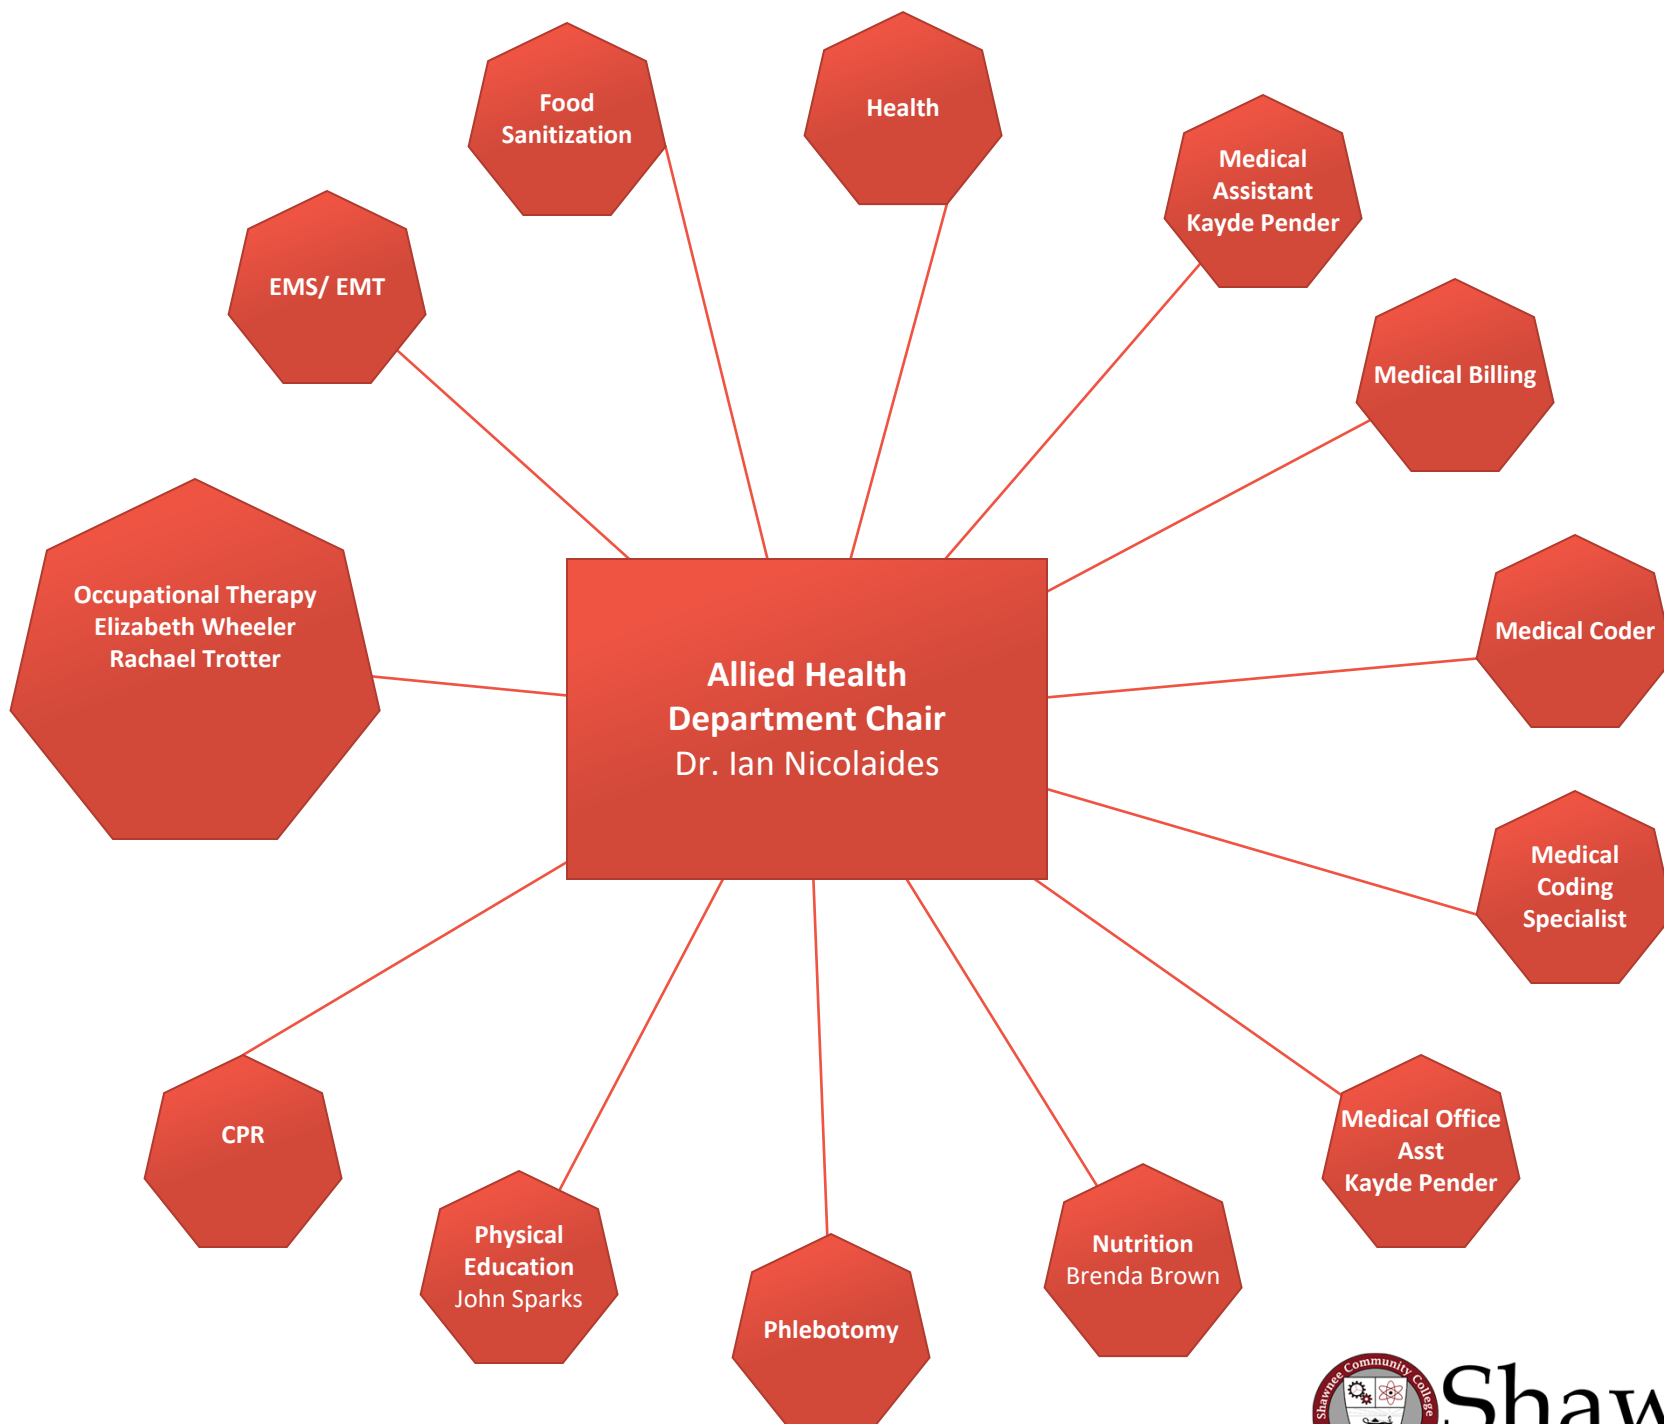 Food
Sanitization
Health
Medical
Assistant
Kayde Pender
EMS/ EMT
Medical Billing
Occupational Therapy
Elizabeth Wheeler
Rachael Trotter
Medical Coder
Allied Health
Department Chair
Dr. Ian Nicolaides
Medical
Coding
Specialist
CPR
Medical Office
Asst
Kayde Pender
Physical
Education
John Sparks
Nutrition
Brenda Brown
Phlebotomy
Shawnee Community College
Shaw